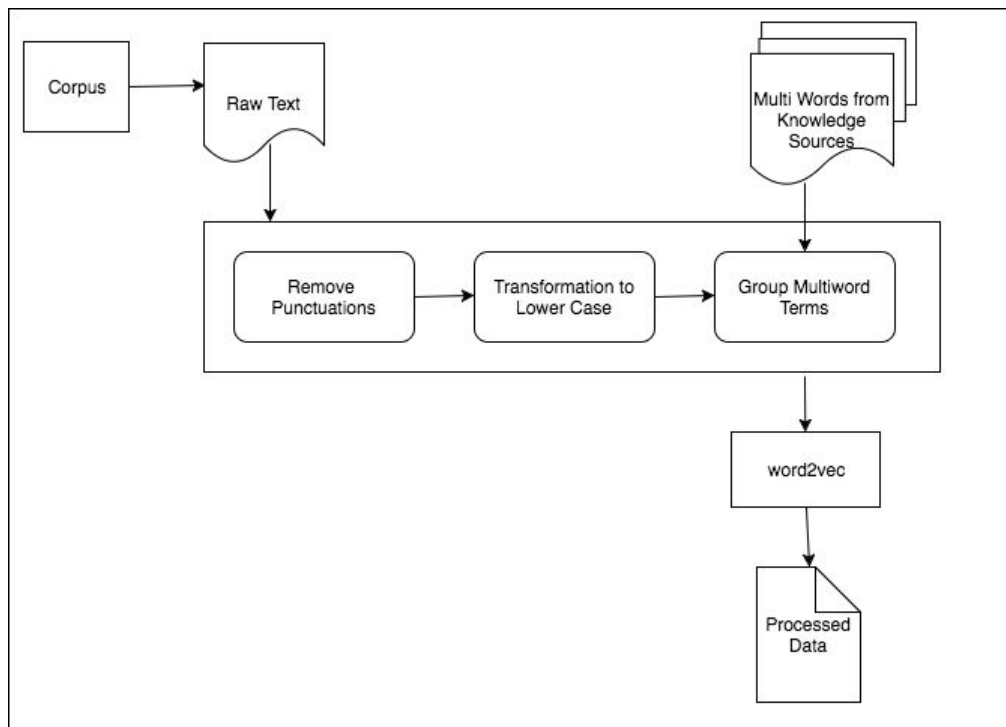 Corpus
Raw Text
Multi Words from
Knowledge
Sources
Remove
Punctuations
Transformation to
Lower Case
Group Multiword
Terms
word2vec
Processed
Data